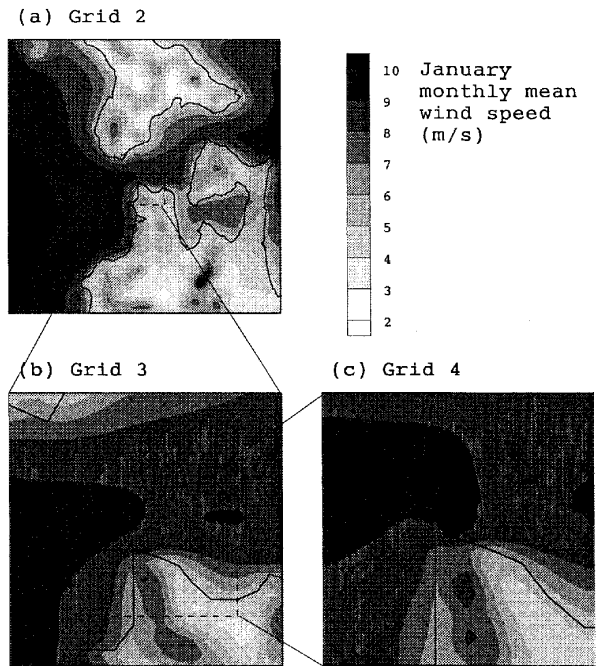 (a) Grid 2
10
9
8
7
6
5
4
3
2
January
monthly mean
wind speed
(m/s)
(b) Grid 3
(c) Grid 4